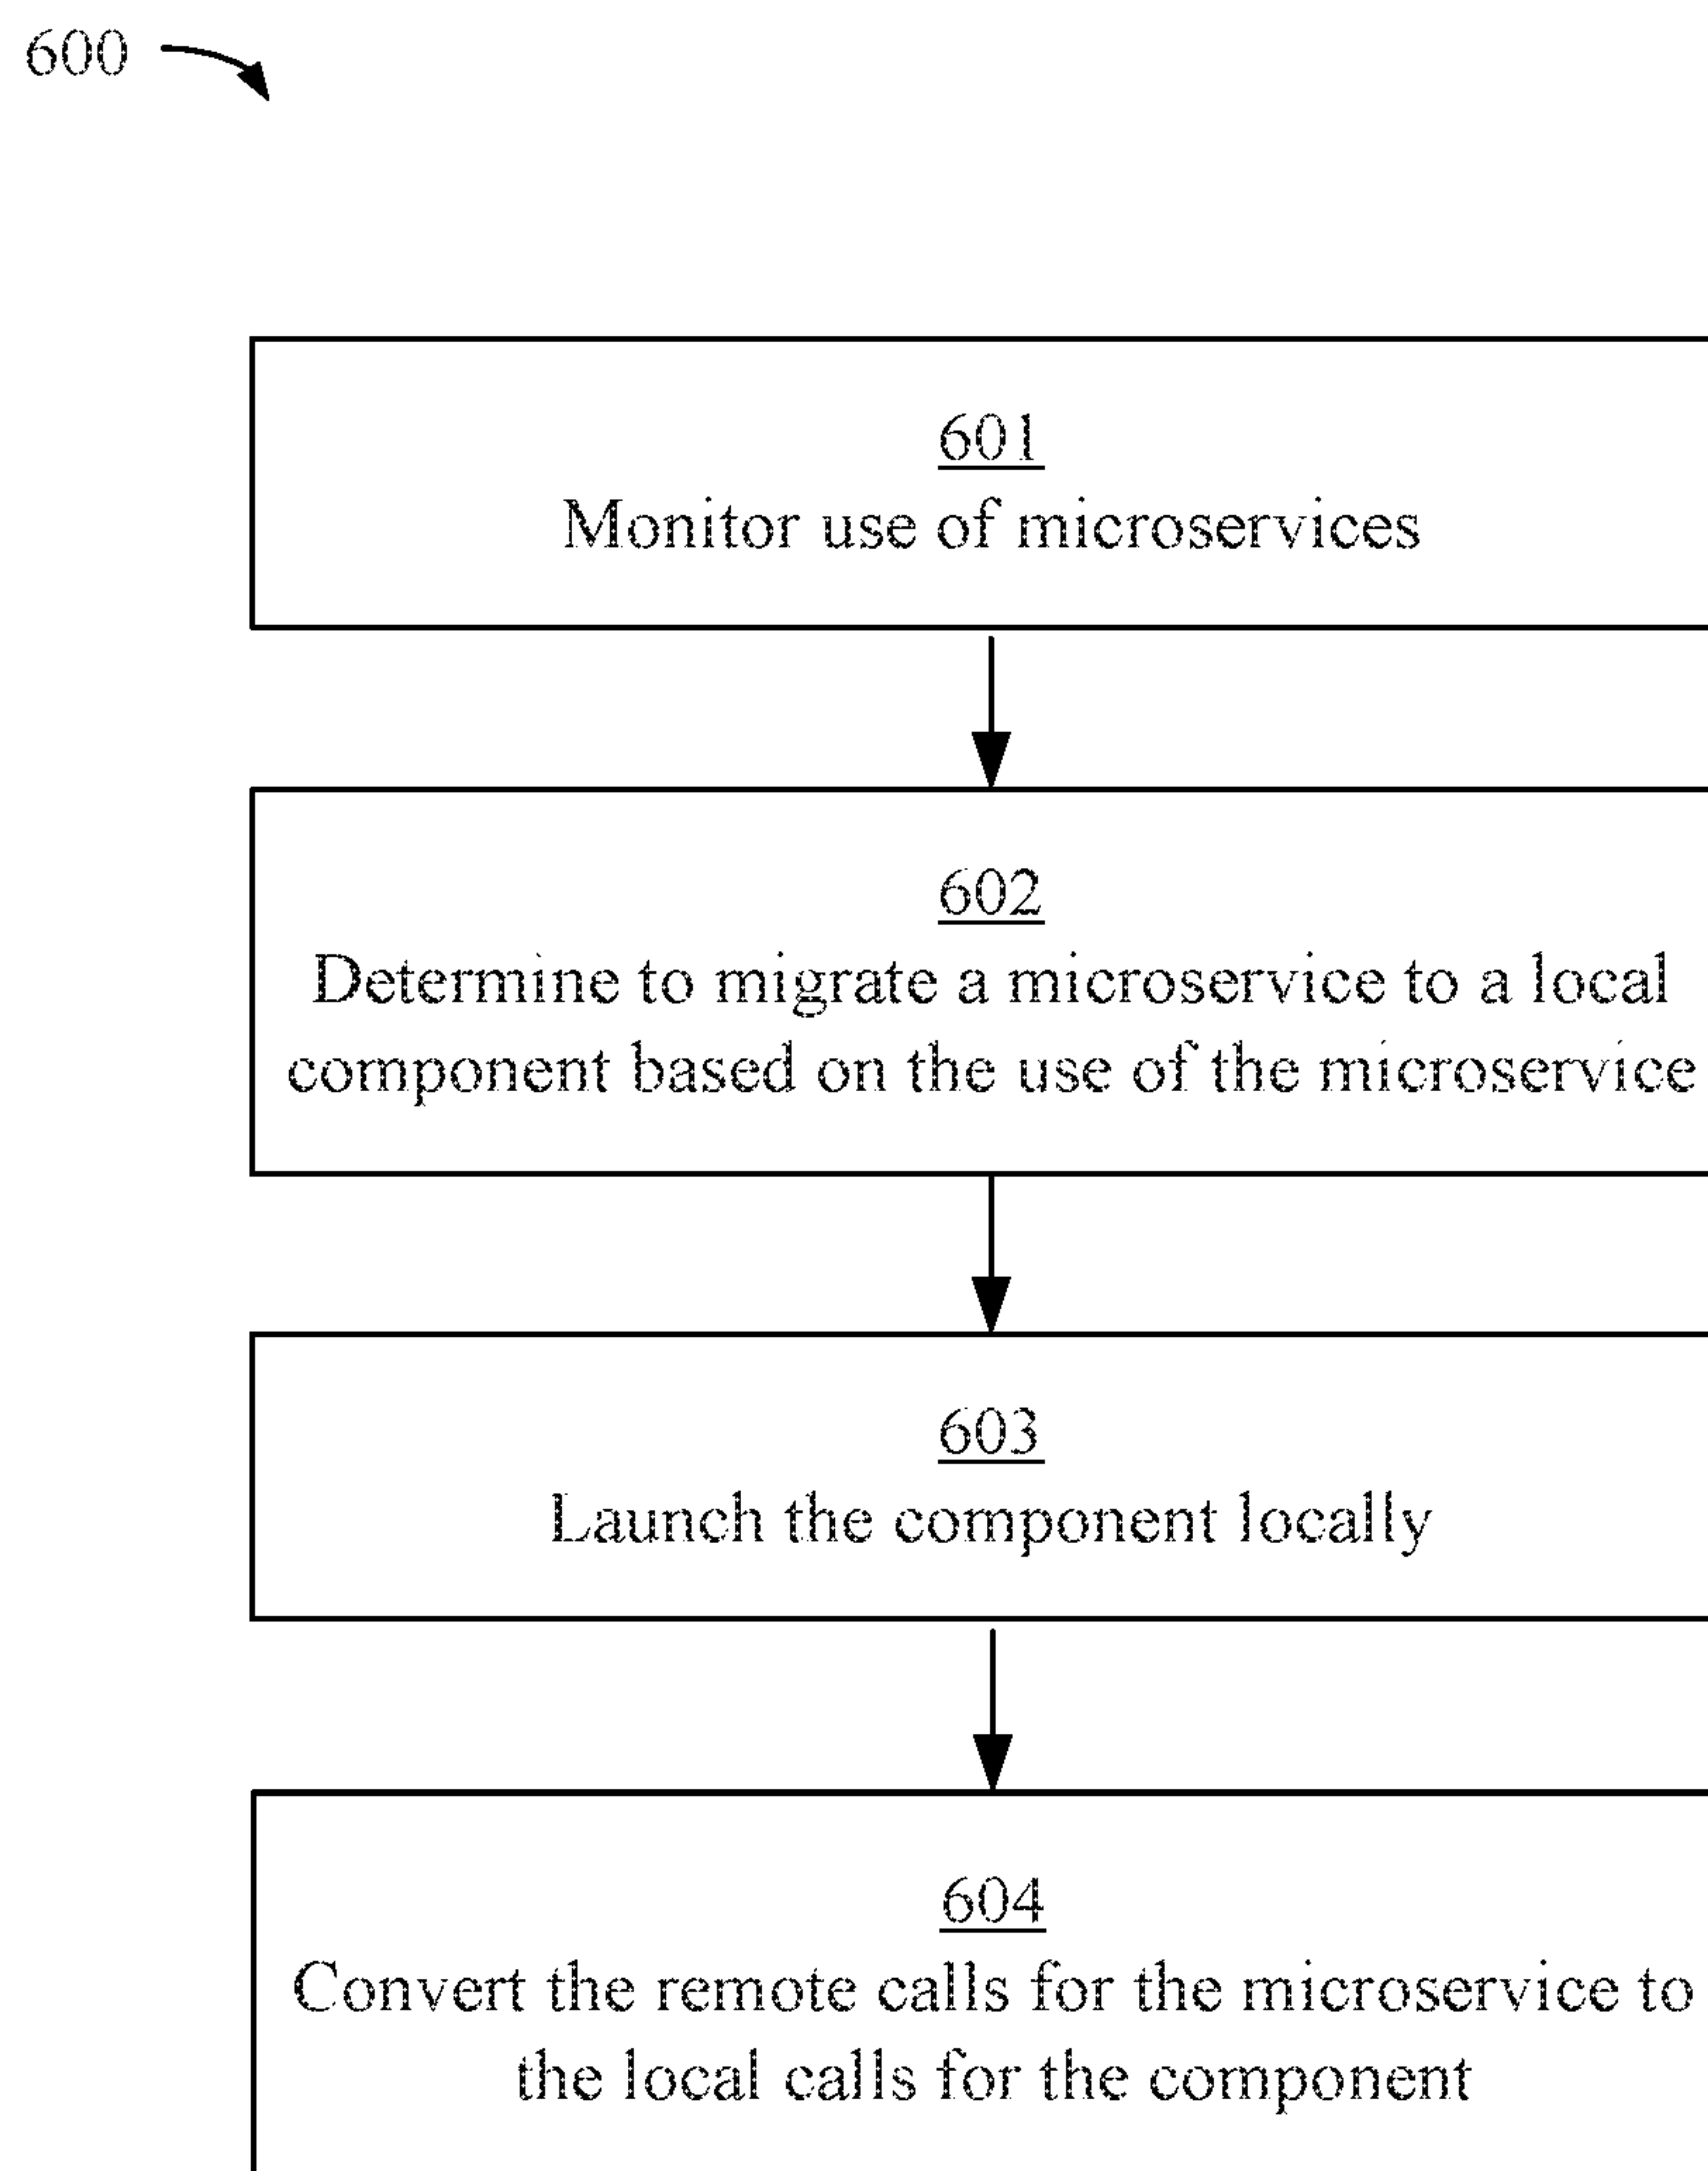 600
601
Monitor use of microservices
602
Determine to migrate a microservice to a local
component based on the use of the microservice
603
Launch the component locally
604
Convert the remote calls for the microservice to
the local calls for the component